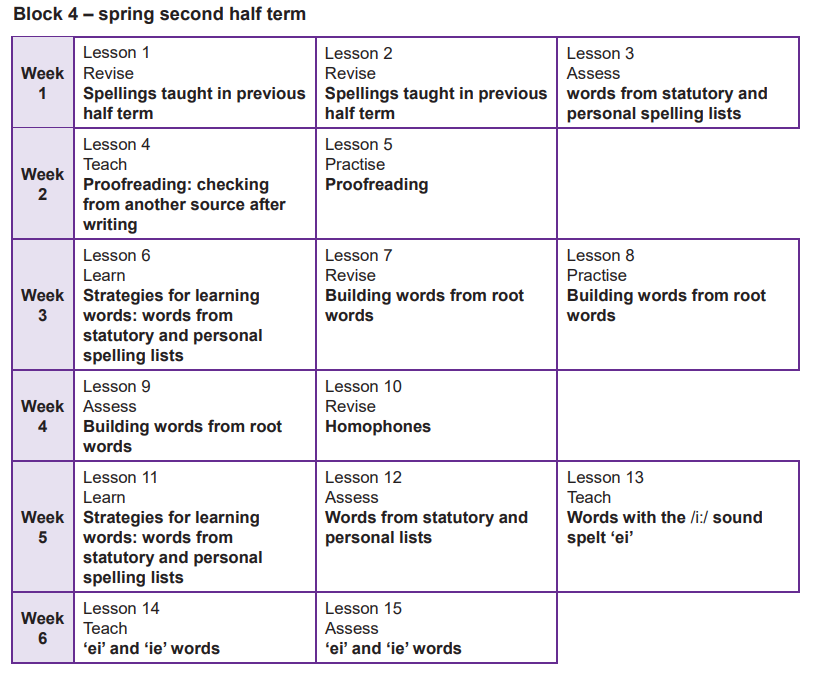 Block 4 – spring second half term
Week
1
Lesson 1
Revise
Spellings taught in previous
half term
Lesson 2
Revise
Spellings taught in previous
half term
Lesson 3
Assess
words from statutory and
personal spelling lists
Week
2
Lesson 4
Teach
Proofreading: checking
from another source after
writing
Lesson 5
Practise
Proofreading
Week
3
Lesson 6
Learn
Strategies for learning
words: words from
statutory and personal
spelling lists
Lesson 7
Revise
Building words from root
words
Lesson 8
Practise
Building words from root
words
Week
4
Lesson 9
Assess
Building words from root
words
Lesson 10
Revise
Homophones
Week
5
Lesson 11
Learn
Strategies for learning
words: words from
statutory and personal
spelling lists
Lesson 12
Assess
Words from statutory and
personal lists
Lesson 13
Teach
Words with the /i:/ sound
spelt ‘ei’
Week
6
Lesson 14
Teach
‘ei’ and ‘ie’ words
Lesson 15
Assess
‘ei’ and ‘ie’ words